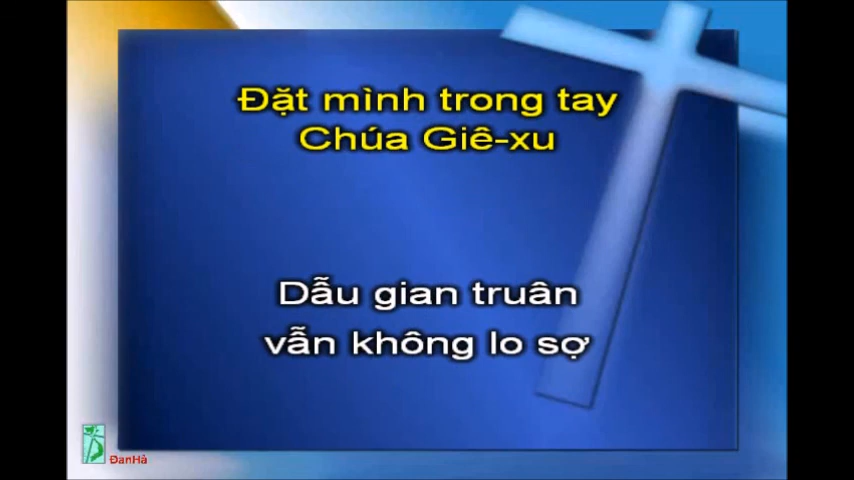 Đặt mình trong tay
Chúa Giê-xu
Dẫu gian truân
vẫn không lo sợ
ĐanHà